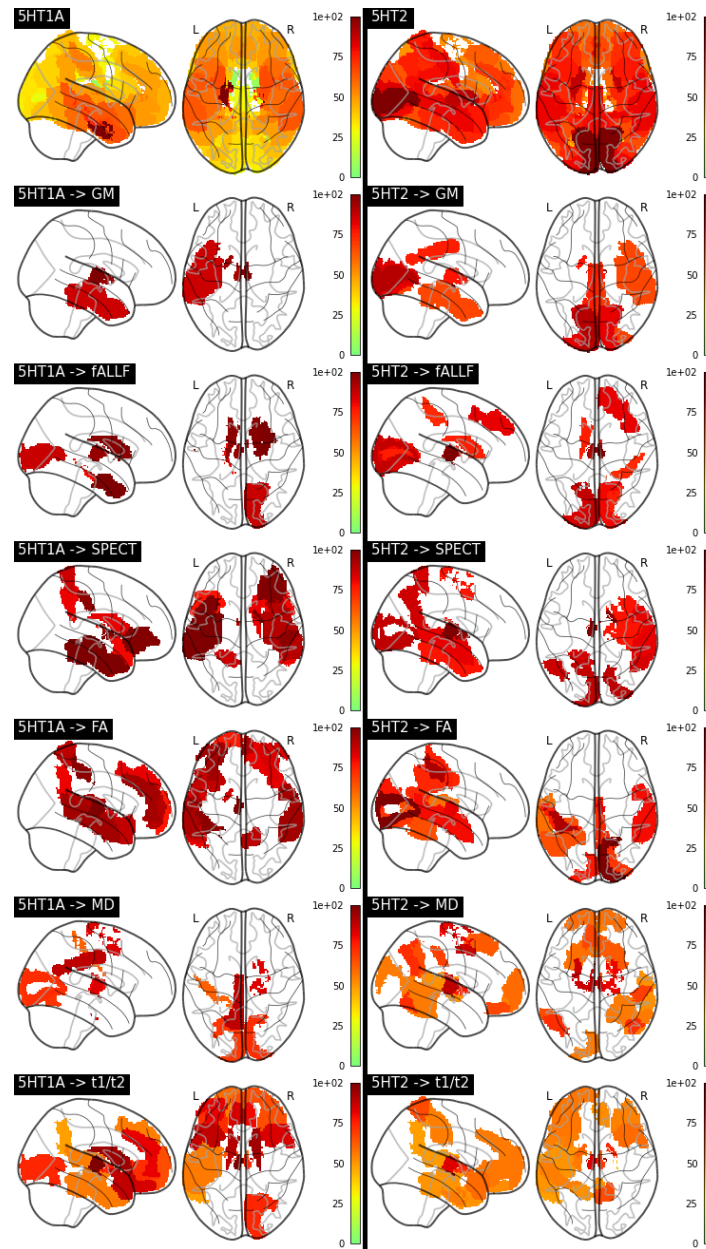 5HT1A
L R
1e+02
75
50
25
0
5HT2
L R
1e+02
75
50
25
0
5HT1A -> GM
L R
1e+02
75
50
25
0
5HT2 -> GM
L R
1e+02
75
50
25
0
5HT1A -> fALLF
L R
1e+02
75
50
25
0
5HT2 -> fALLF
L R
1e+02
75
50
25
0
5HT1A -> SPECT
L R
1e+02
75
50
25
0
5HT2 -> SPECT
L R
1e+02
75
50
25
0
5HT1A -> FA
L R
1e+02
75
50
25
0
5HT2 -> FA
L R
1e+02
75
50
25
0
5HT1A -> MD
L R
1e+02
75
50
25
0
5HT2 -> MD
L R
1e+02
75
50
25
0
5HT1A -> t1/t2
L R
1e+02
75
50
25
0
5HT2 -> t1/t2
L R
1e+02
75
50
25
0